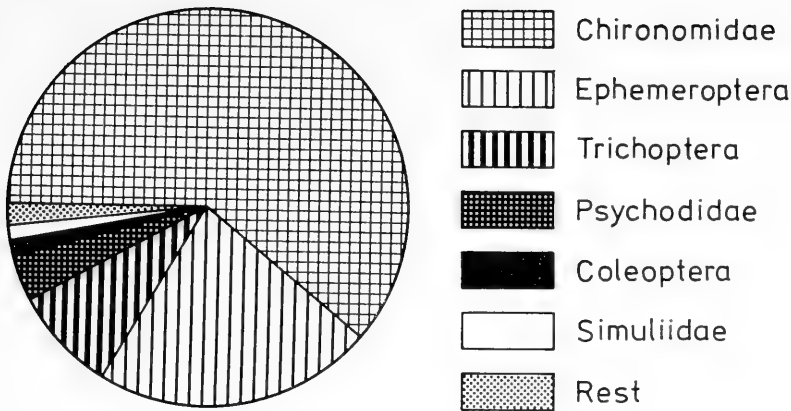 Chironomidae
Ephemeroptera
Trichoptera
Psychodidae
Coleoptera
Simuliidae
Rest